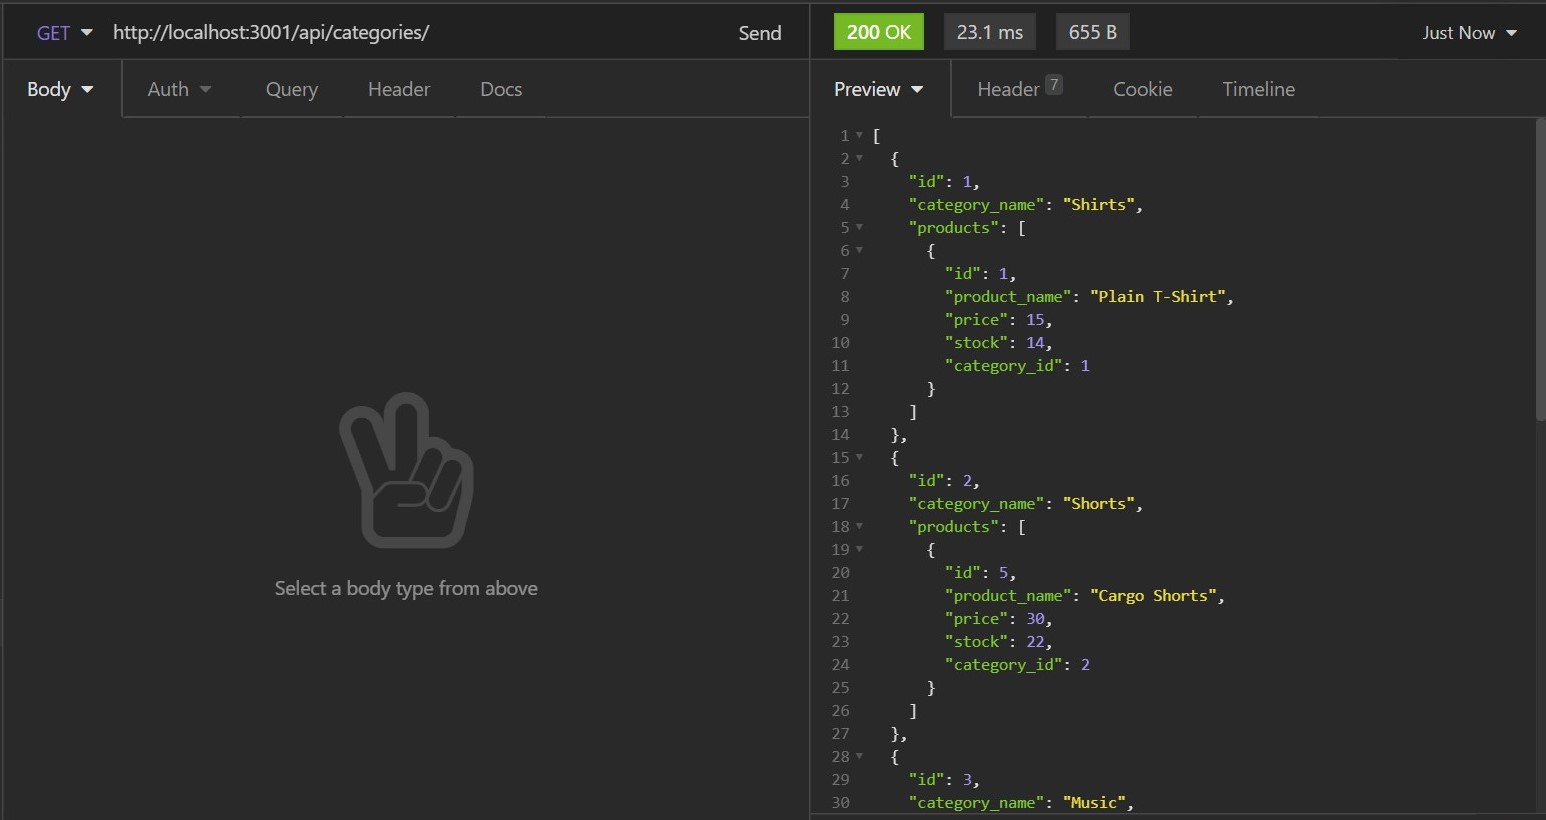 GET http://localhost:3001/api/categories/ Send
200 OK 23.1 ms 655 B Just Now
Body Auth Query Header Docs
Preview Header 7 Cookie Timeline
Select a body type from above
1 [
2 {
3 "id": 1,
4 "category_name": "Shirts",
5 "products": [
6 {
7 "id": 1,
8 "product_name": "Plain T-Shirt",
9 "price": 15,
10 "stock": 14,
11 "category_id": 1
12 }
13 ]
14 },
15 {
16 "id": 2,
17 "category_name": "Shorts",
18 "products": [
19 {
20 "id": 5,
21 "product_name": "Cargo Shorts",
22 "price": 30,
23 "stock": 22,
24 "category_id": 2
25 }
26 ]
27 },
28 {
29 "id": 3,
30 "category_name": "Music",